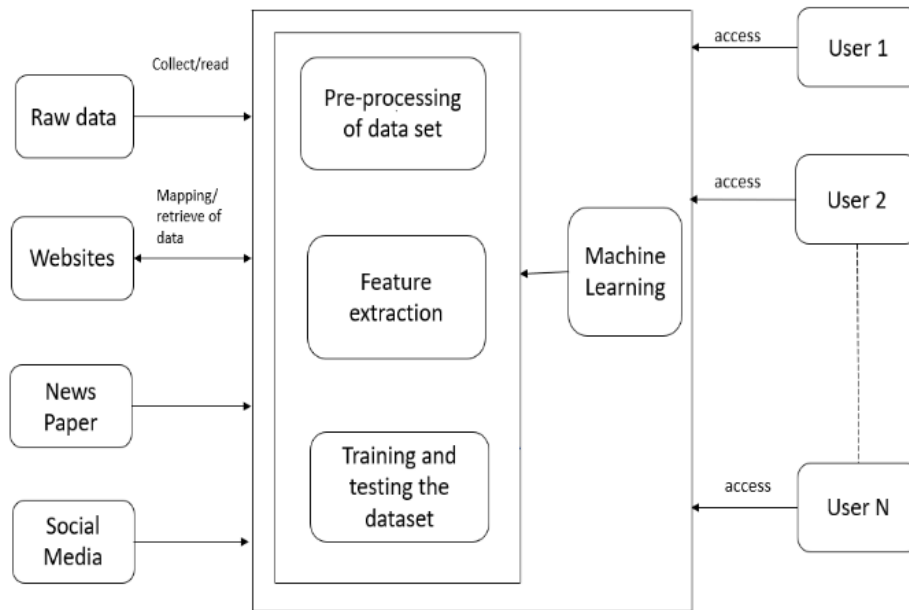 Collect/read
Raw data
Mapping/
retrieve of
data
Websites
News
Paper
Social
Media
Pre-processing
of data set
Feature
extraction
Training and
testing the
dataset
Machine
Learning
access
User 1
access
User 2
access
User N